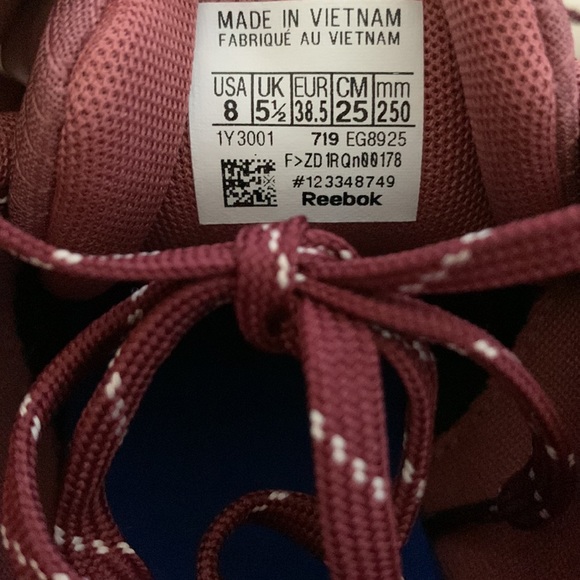 MADE IN VIETNAM
FABRIQUÉ AU VIETNAM
USA UK EUR CM mm
8 5½ 38.5 25 250
1Y3001 719 EG8925
F>ZD1RQn00178
#123348749
Reebok